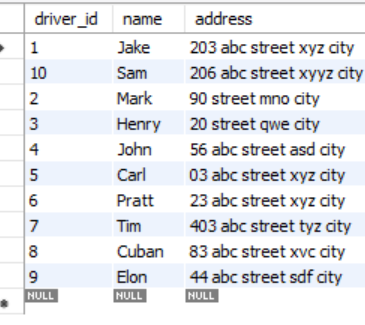 driver_id name address
1 Jake 203 abc street xyz city
10 Sam 206 abc street xyyz city
2 Mark 90 street mno city
3 Henry 20 street qwe city
4 John 56 abc street asd city
5 Carl 03 abc street xyz city
6 Pratt 23 abc street xyz city
7 Tim 403 abc street tyz city
8 Cuban 83 abc street xvc city
9 Elon 44 abc street sdf city
NULL NULL NULL